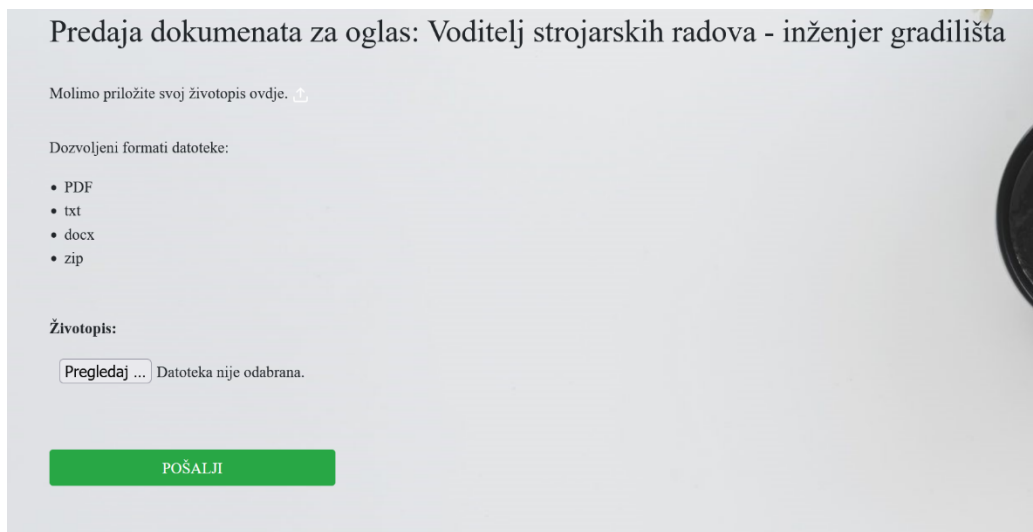 Predaja dokumenata za oglas: Voditelj strojarskih radova - inženjer gradilišta
Molimo priložite svoj životopis ovdje.
Dozvoljeni formati datoteke:
• PDF
• txt
• docx
• zip
Životopis:
Pregledaj ... Datoteka nije odabrana.
POŠALJI